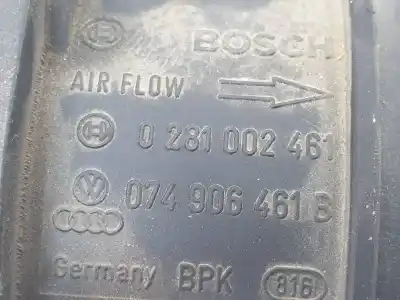 BOSCH
AIR FLOW
0 281 002 461
074 906 461 B
Germany BPK 816